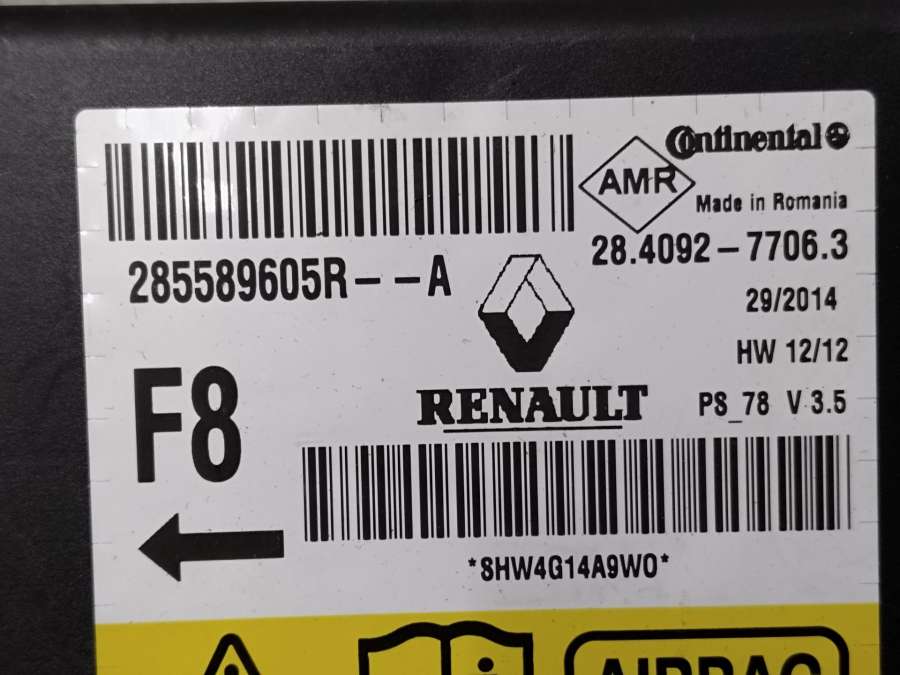 Continental
AMR
Made in Romania
285589605R---A
28.4092-7706.3
29/2014
HW 12/12
F8
RENAULT
PS_78 V 3.5
*8HW4G14A9W0*
AIRBAG